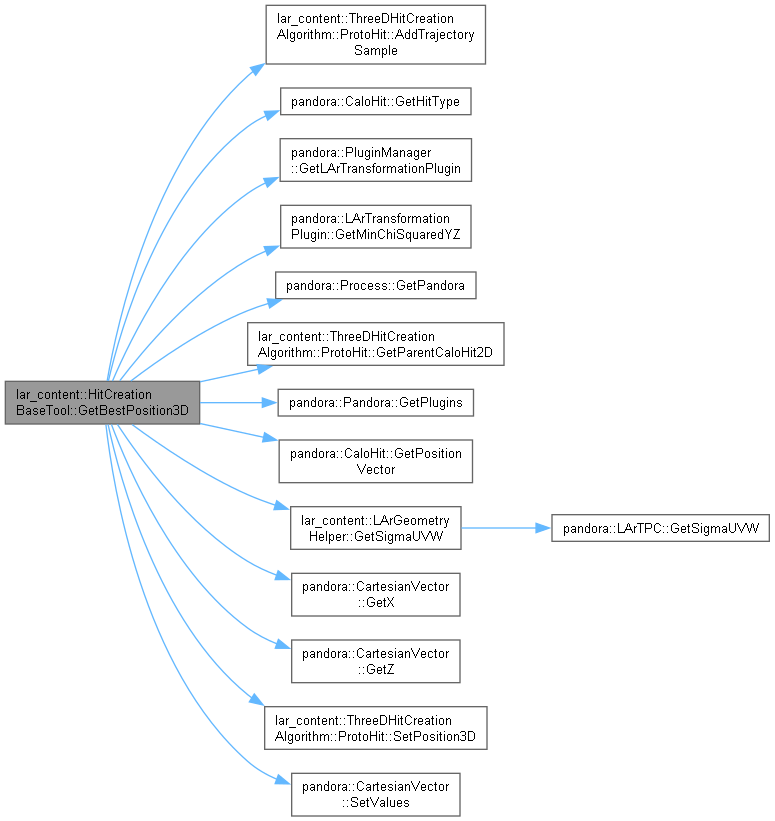 lar_content::ThreeDHitCreation
Algorithm::ProtoHit::AddTrajectory
Sample
pandora::CaloHit::GetHitType
pandora::PluginManager
::GetLArTransformationPlugin
pandora::LArTransformation
Plugin::GetMinChiSquaredYZ
pandora::Process::GetPandora
lar_content::ThreeDHitCreation
Algorithm::ProtoHit::GetParentCaloHit2D
lar_content::HitCreation
BaseTool::GetBestPosition3D
pandora::Pandora::GetPlugins
pandora::CaloHit::GetPosition
Vector
lar_content::LArGeometry
Helper::GetSigmaUVW
pandora::LArTPC::GetSigmaUVW
pandora::CartesianVector
::GetX
pandora::CartesianVector
::GetZ
lar_content::ThreeDHitCreation
Algorithm::ProtoHit::SetPosition3D
pandora::CartesianVector
::SetValues